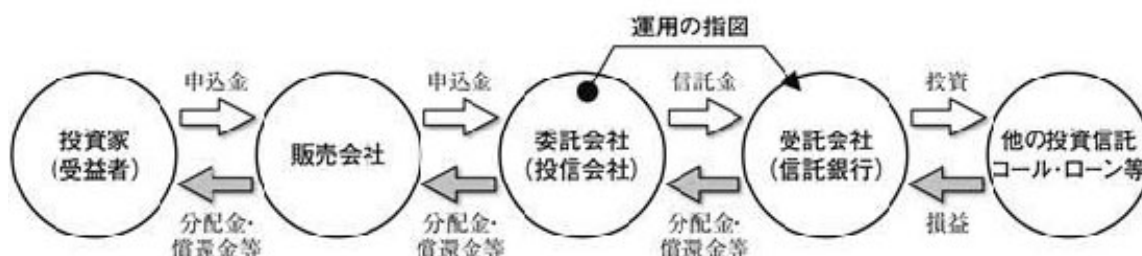 運用の指図
申込金
申込金
信託金
投資
投資家
(受益者)
販売会社
委託会社
(投信会社)
受託会社
(信託銀行)
他の投資信託
コール・ローン等
分配金・
償還金等
分配金・
償還金等
分配金・
償還金等
損益